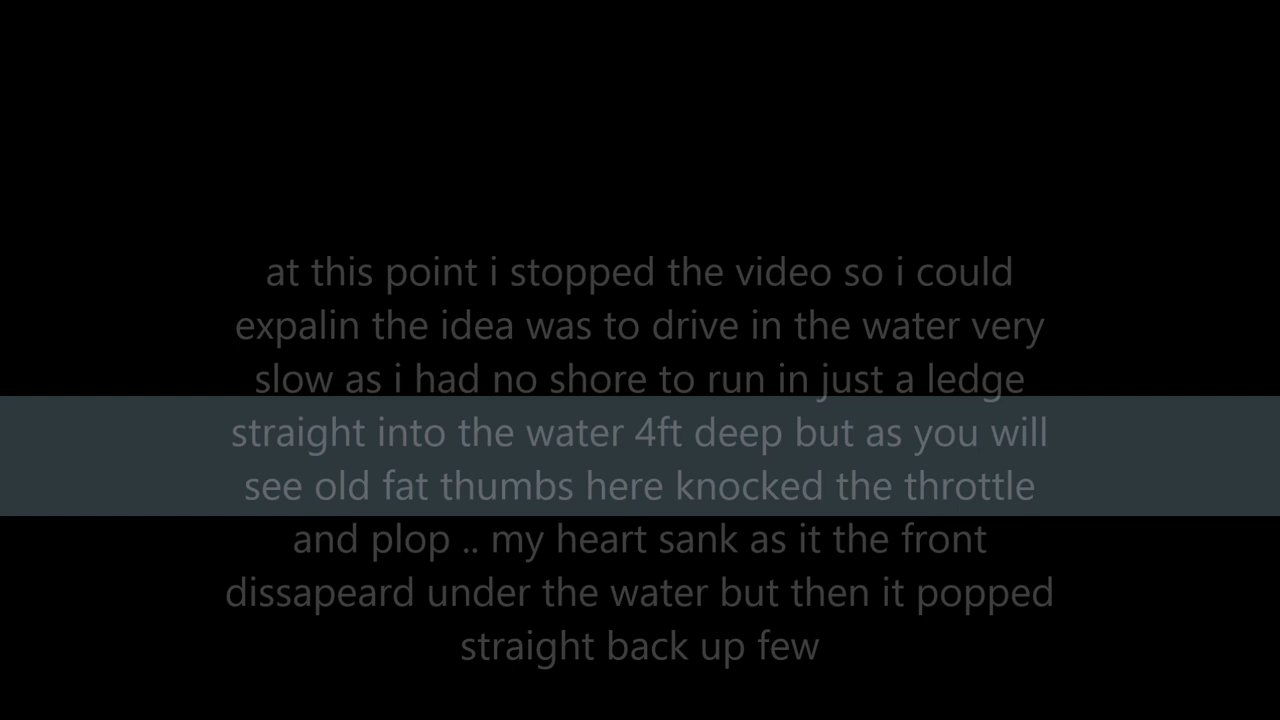 at this point i stopped the video so i could
expalin the idea was to drive in the water very
slow as i had no shore to run in just a ledge
straight into the water 4ft deep but as you will
see old fat thumbs here knocked the throttle
and plop .. my heart sank as it the front
dissapeard under the water but then it popped
straight back up few